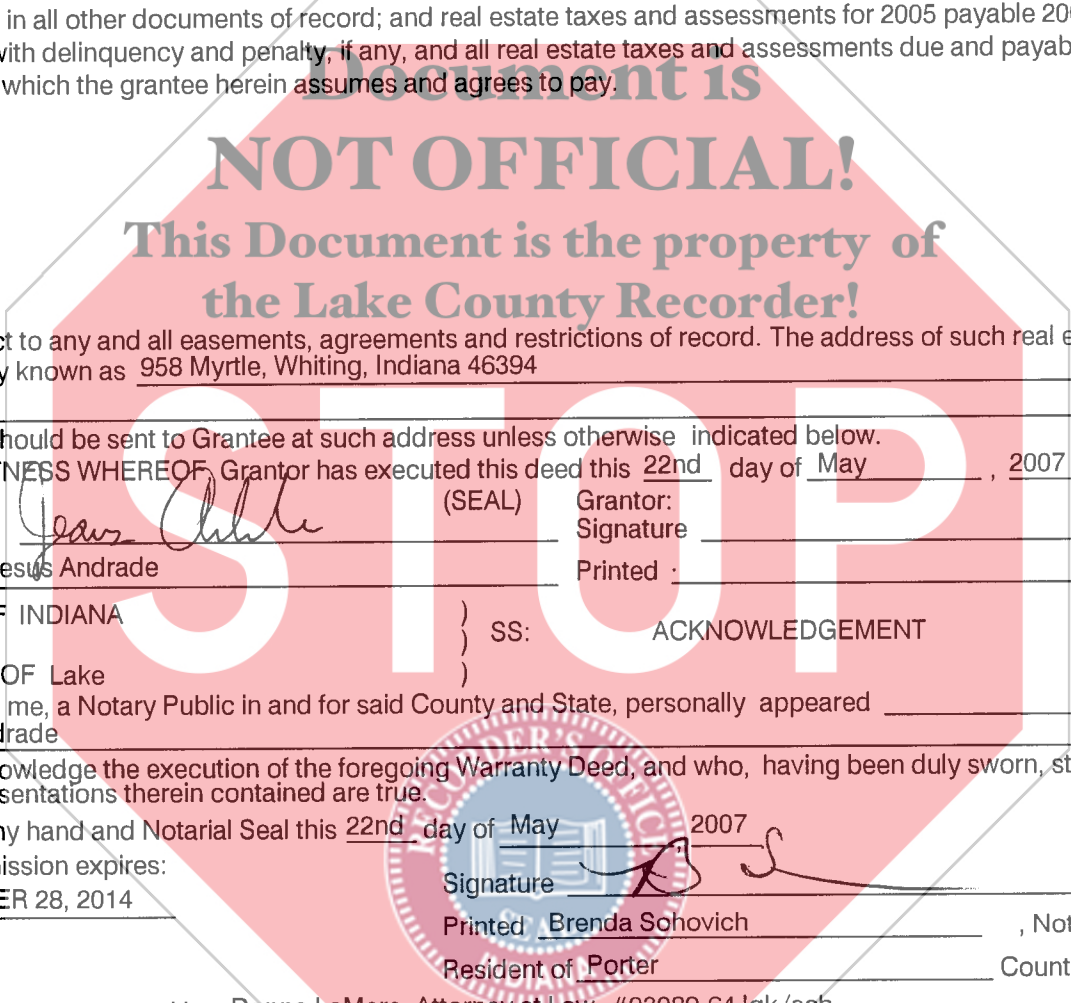 in all other documents of record; and real estate taxes and assessments for 2005 payable
with delinquency and penalty, if any, and all real estate taxes and assessments due and
which the grantee herein assumes and agrees to pay.
Document is
NOT OFFICIAL!
This Document is the property of
the Lake County Recorder!
to any and all easements, agreements and restrictions of record. The address of such real
known as 958 Myrtle, Whiting, Indiana 46394
STOP
hould be sent to Grantee at such address unless otherwise indicated below.
NESS WHEREOF, Grantor has executed this deed this 22nd day of May , 2007
(SEAL) Grantor:
Signature
esus Andrade Printed
INDIANA ) SS: ACKNOWLEDGEMENT
)
OF Lake )
me, a Notary Public in and for said County and State, personally appeared
drade
owledge the execution of the foregoing Warranty Deed, and who, having been duly sworn, st
sentations therein contained are true.
y hand and Notarial Seal this 22nd day of May , 2007
ission expires:
ER 28, 2014
Signature
Printed Brenda Sohovich , Not
Resident of Porter Count
RECORDER'S OFFICE
SEAL
INDIANA